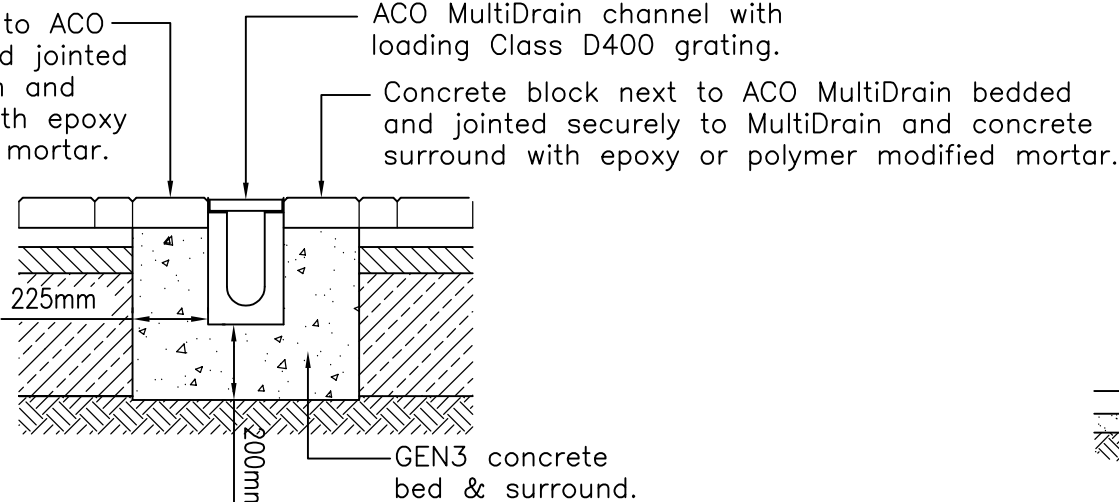 to ACO
d jointed
and
th epoxy
mortar.
ACO MultiDrain channel with
loading Class D400 grating.
Concrete block next to ACO MultiDrain bedded
and jointed securely to MultiDrain and concrete
surround with epoxy or polymer modified mortar.
225mm
200mm
GEN3 concrete
bed & surround.